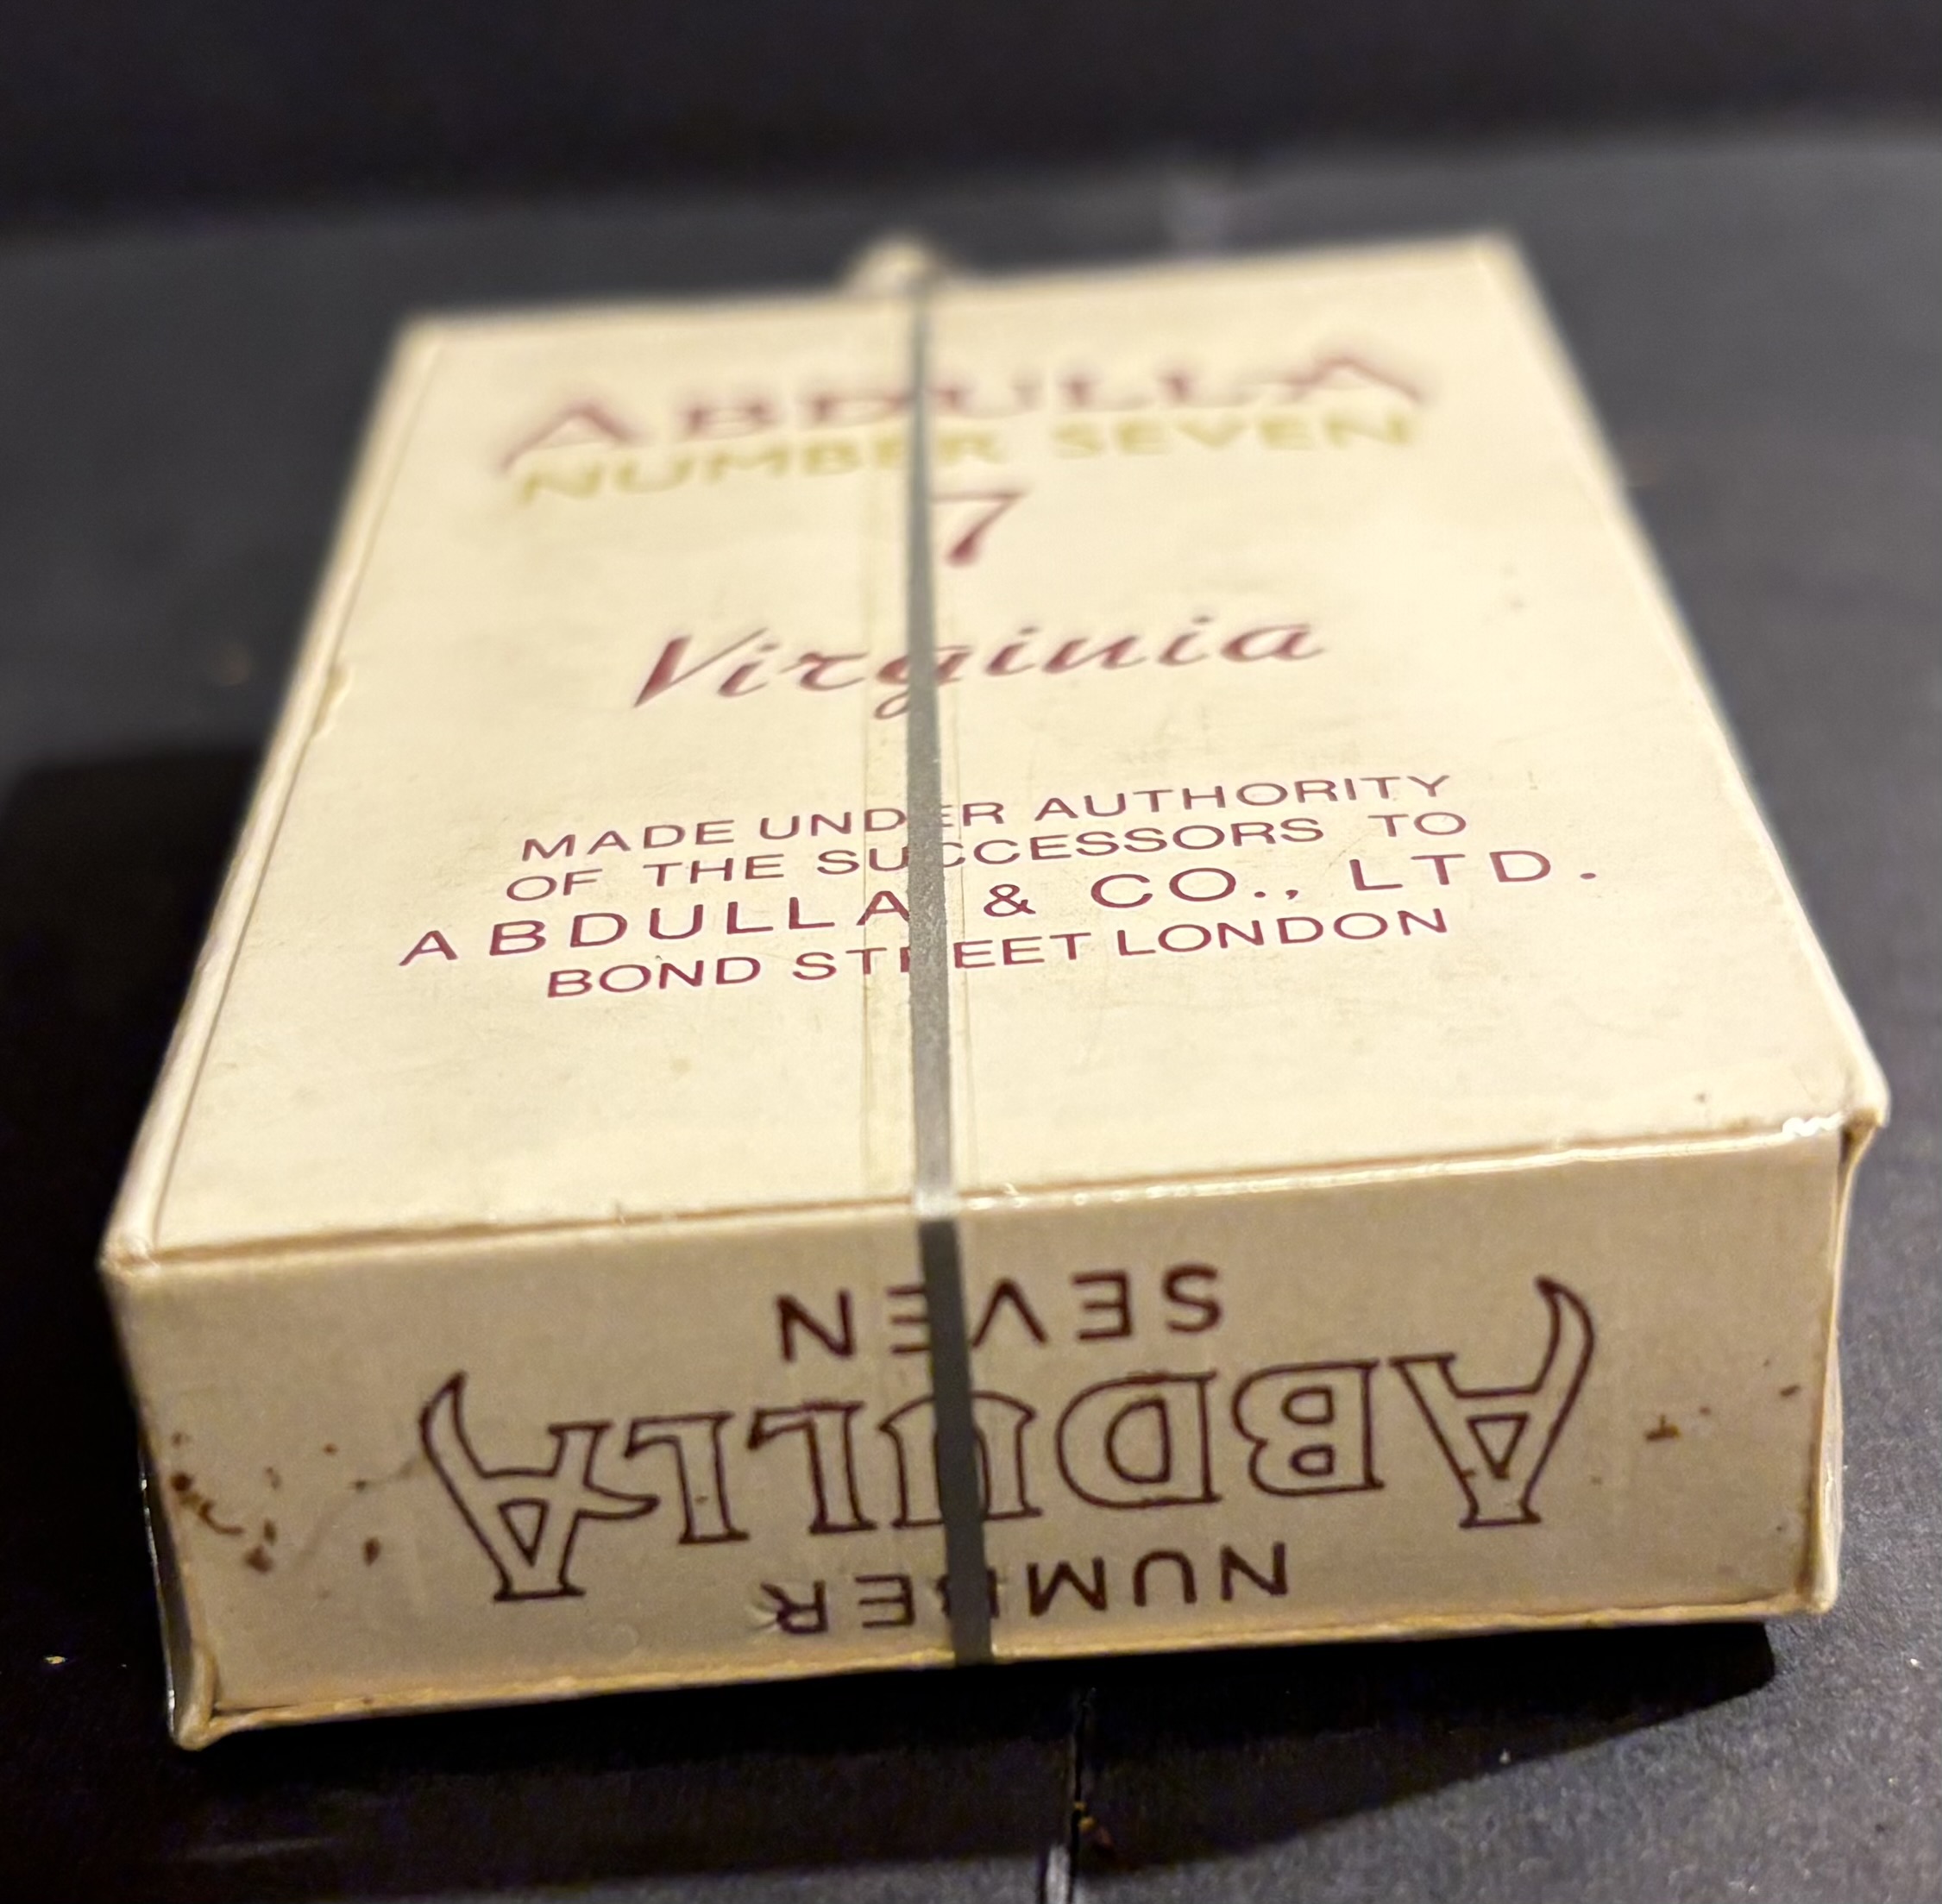 ABDULLA
NUMBER SEVEN
7
Virginia
MADE UNDER AUTHORITY
OF THE SUCCESSORS TO
ABDULLA & CO., LTD.
BOND STREET LONDON
NUMBER
ABDULLA
SEVEN